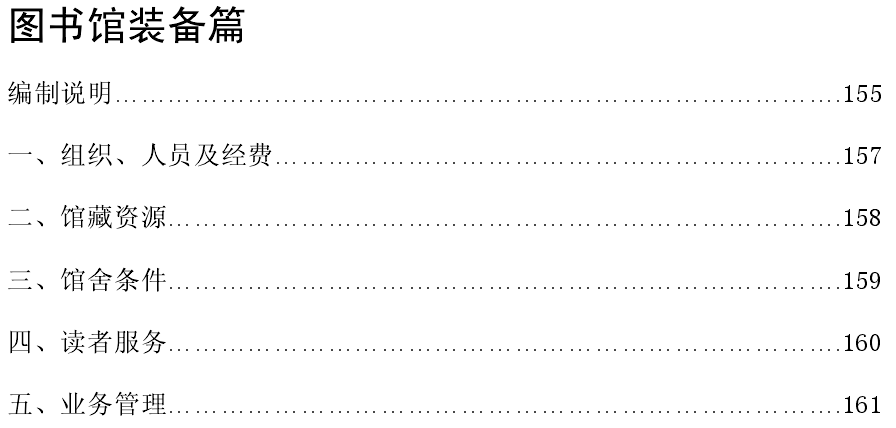 图书馆装备篇
编制说明……………………………………………………………………………….155
一、组织、人员及经费…………………………………………………………….157
二、馆藏资源………………………………………………………………………….158
三、馆舍条件………………………………………………………………………….159
四、读者服务………………………………………………………………………….160
五、业务管理………………………………………………………………………….161